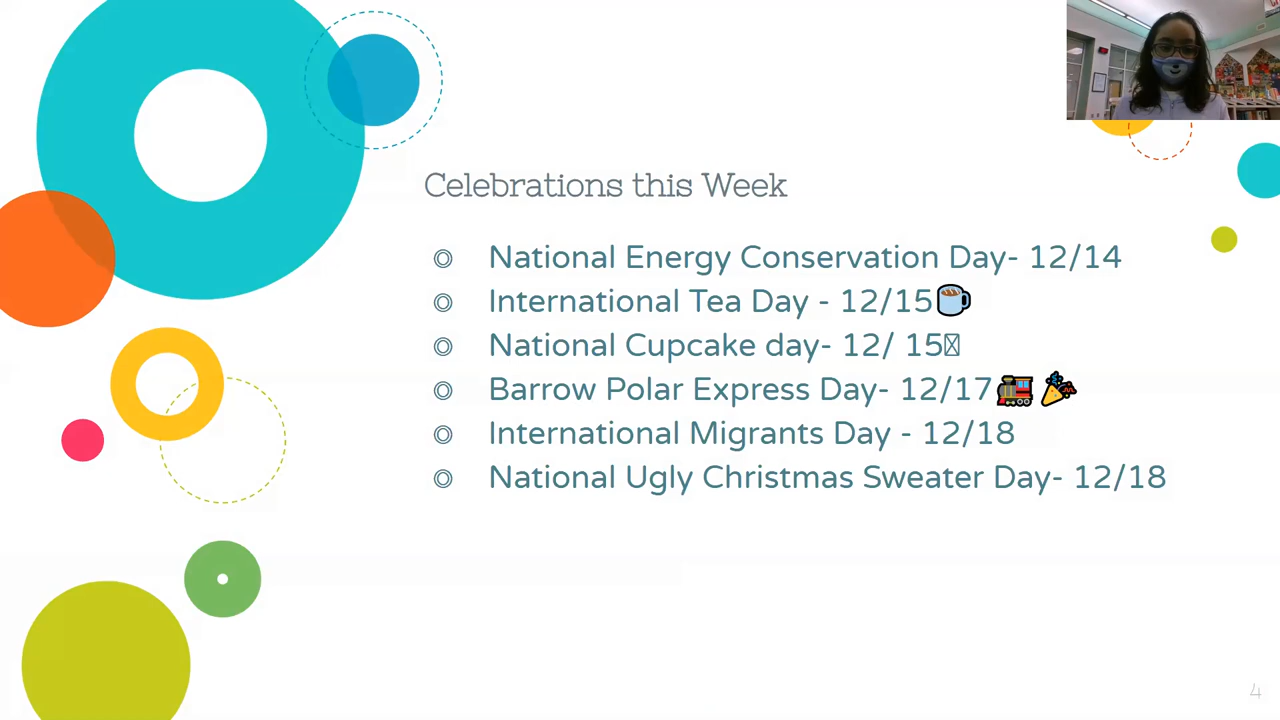 Celebrations this Week
◎ National Energy Conservation Day- 12/14
◎ International Tea Day - 12/15☕
◎ National Cupcake day- 12/ 15
◎ Barrow Polar Express Day- 12/17🚂 🎉
◎ International Migrants Day - 12/18
◎ National Ugly Christmas Sweater Day- 12/18
4